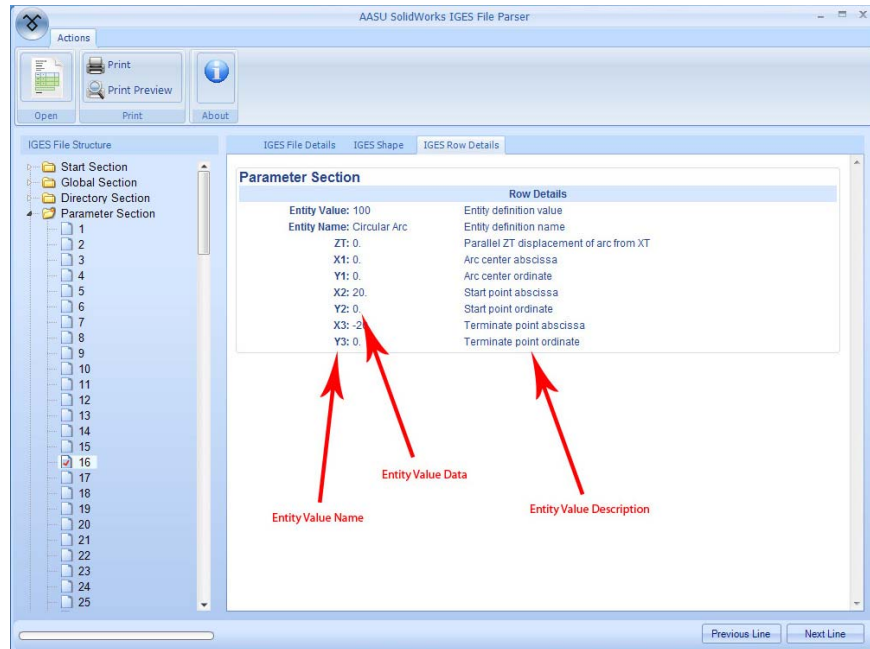 AASU SolidWorks IGES File Parser
Actions
Print
Print Preview
Open
Print
About
IGES File Structure
IGES File Details
IGES Shape
IGES Row Details
Start Section
Global Section
Directory Section
Parameter Section
1
2
3
4
5
6
7
8
9
10
11
12
13
14
15
16
17
18
19
20
21
22
23
24
25
Parameter Section
Row Details
Entity Value: 100 Entity definition value
Entity Name: Circular Arc Entity definition name
ZT: 0. Parallel ZT displacement of arc from XT
X1: 0. Arc center abscissa
Y1: 0. Arc center ordinate
X2: 20. Start point abscissa
Y2: 0. Start point ordinate
X3: Terminate point abscissa
Y3: 0. Terminate point ordinate
Entity Value Data
Entity Value Name
Entity Value Description
Previous Line
Next Line